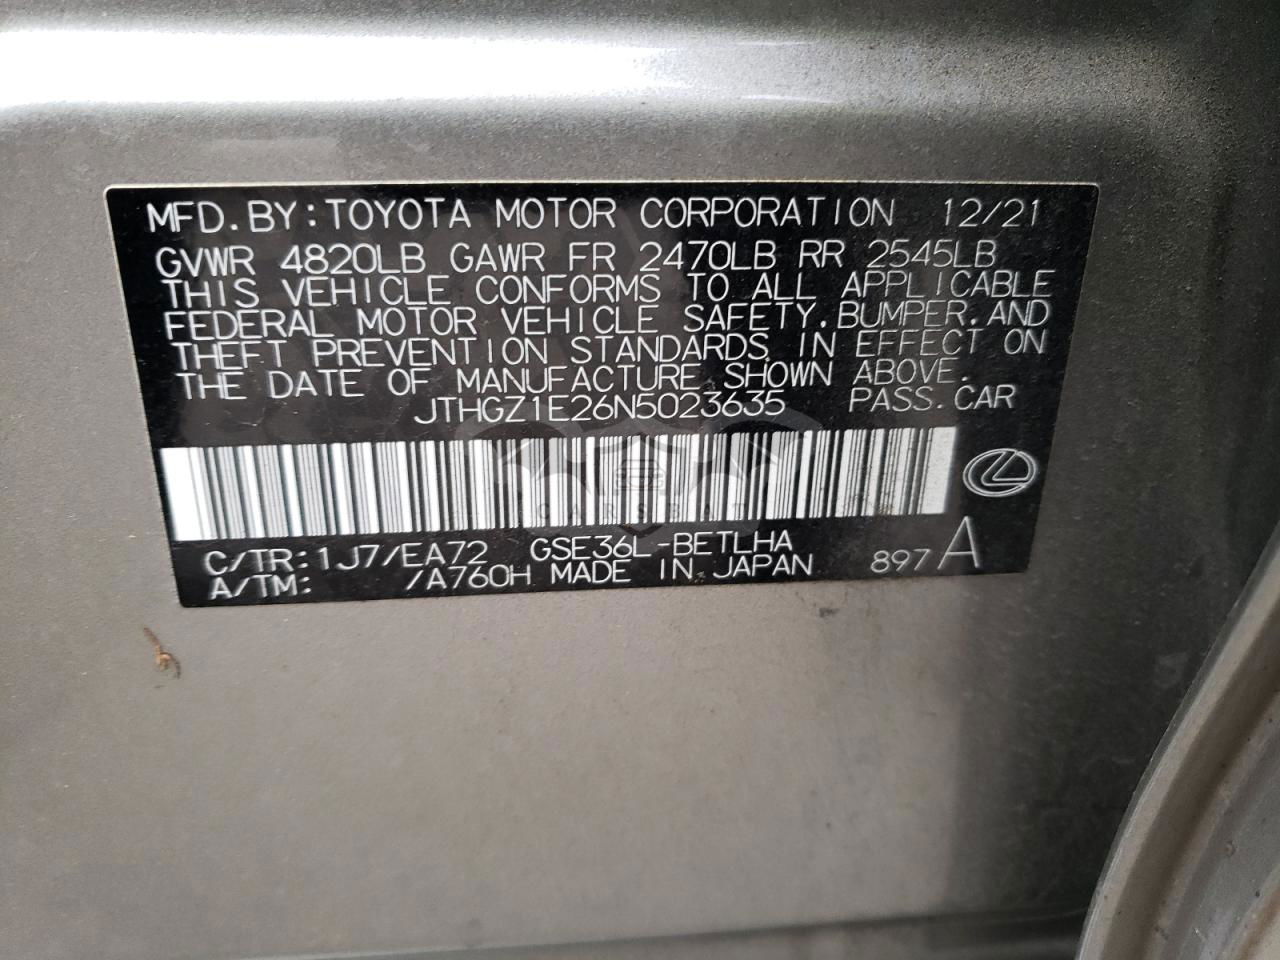 MFD.BY:TOYOTA MOTOR CORPORATION 12/21
GVWR 4820LB GAWR FR 2470LB RR 2545LB
THIS VEHICLE CONFORMS TO ALL APPLICABLE
FEDERAL MOTOR VEHICLE SAFETY,BUMPER,AND
THEFT PREVENTION STANDARDS IN EFFECT ON
THE DATE OF MANUFACTURE SHOWN ABOVE.
JTHGZ1E26N5023635 PASS.CAR
C/TR:1J7/EA72 GSE36L-BETLHA
A/TM: /A760H MADE IN JAPAN 897A